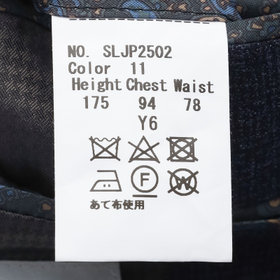 NO. SLJP2502
Color 11
Height Chest Waist
175 94 78
Y6
F W
あて布使用